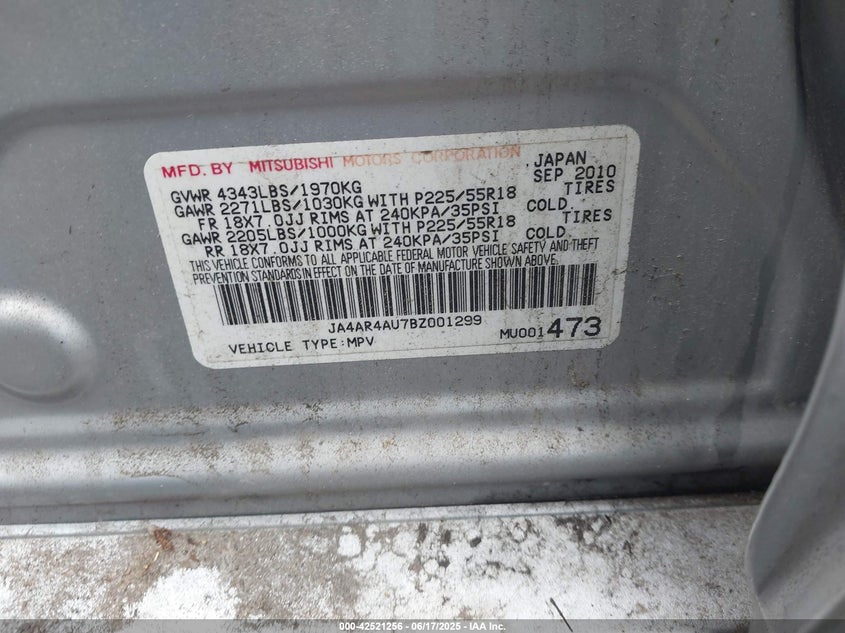 MFD. BY MITSUBISHI MOTORS CORPORATION JAPAN
SEP 2010
GVWR 4343LBS/1970KG
GAWR 2271LBS/1030KG WITH P225/55R18 TIRES
FR 18X7.0JJ RIMS AT 240KPA/35PSI COLD.
GAWR 2205LBS/1000KG WITH P225/55R18 TIRES
RR 18X7.0JJ RIMS AT 240KPA/35PSI COLD.
THIS VEHICLE CONFORMS TO ALL APPLICABLE FEDERAL MOTOR VEHICLE SAFETY AND THEFT
PREVENTION STANDARDS IN EFFECT ON THE DATE OF MANUFACTURE SHOWN ABOVE.
JA4AR4AU7BZ001299
VEHICLE TYPE:MPV MU001473
000-42521256 - 06/17/2025 - IAA Inc.